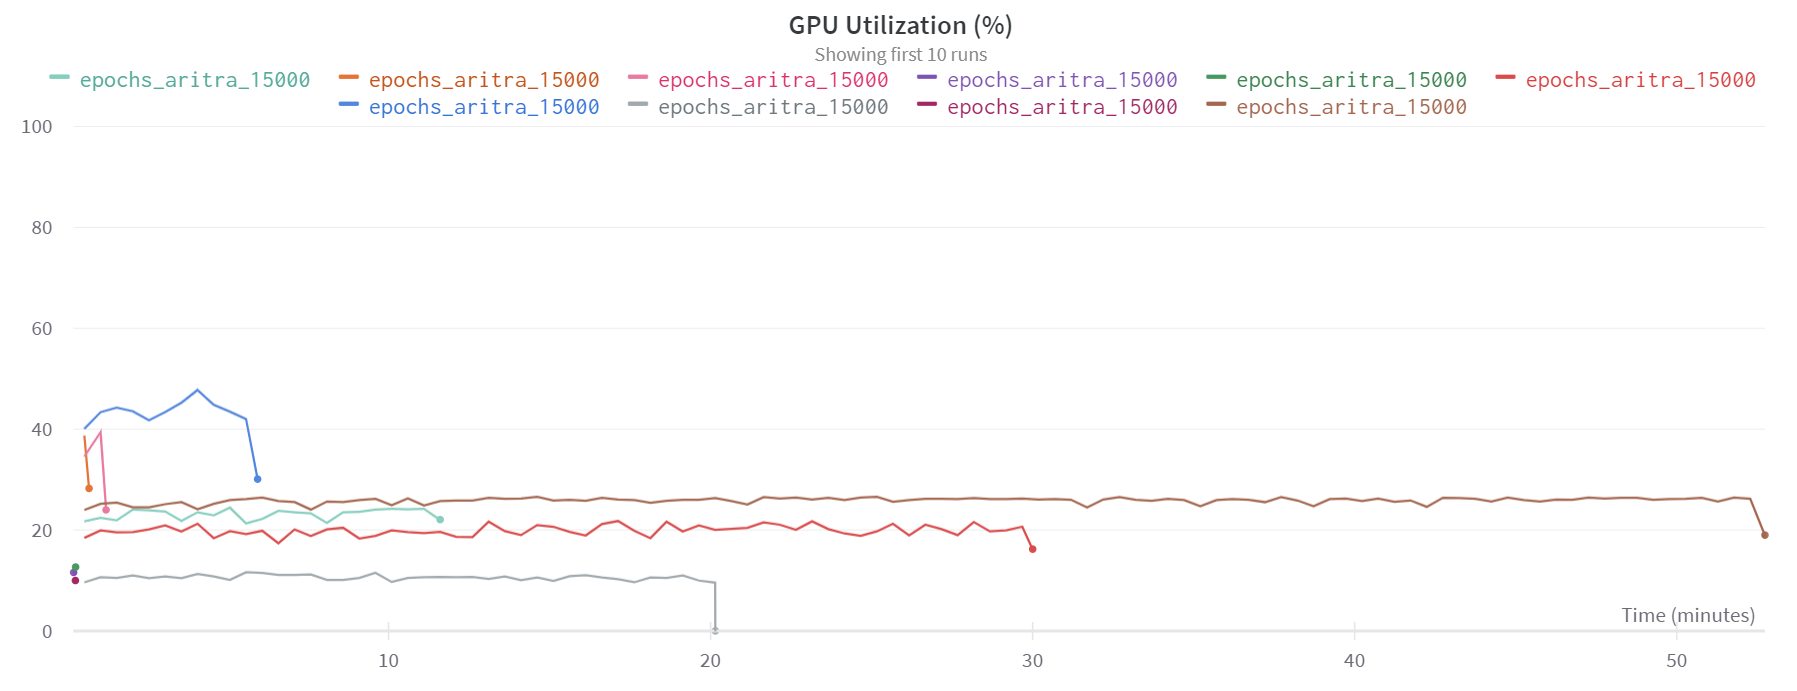 GPU Utilization (%)
Showing first 10 runs
epochs_aritra_15000 epochs_aritra_15000 epochs_aritra_15000 epochs_aritra_15000 epochs_aritra_15000 epochs_aritra_15000
epochs_aritra_15000 epochs_aritra_15000 epochs_aritra_15000 epochs_aritra_15000
100
80
60
40
20
0
Time (minutes)
10 20 30 40 50